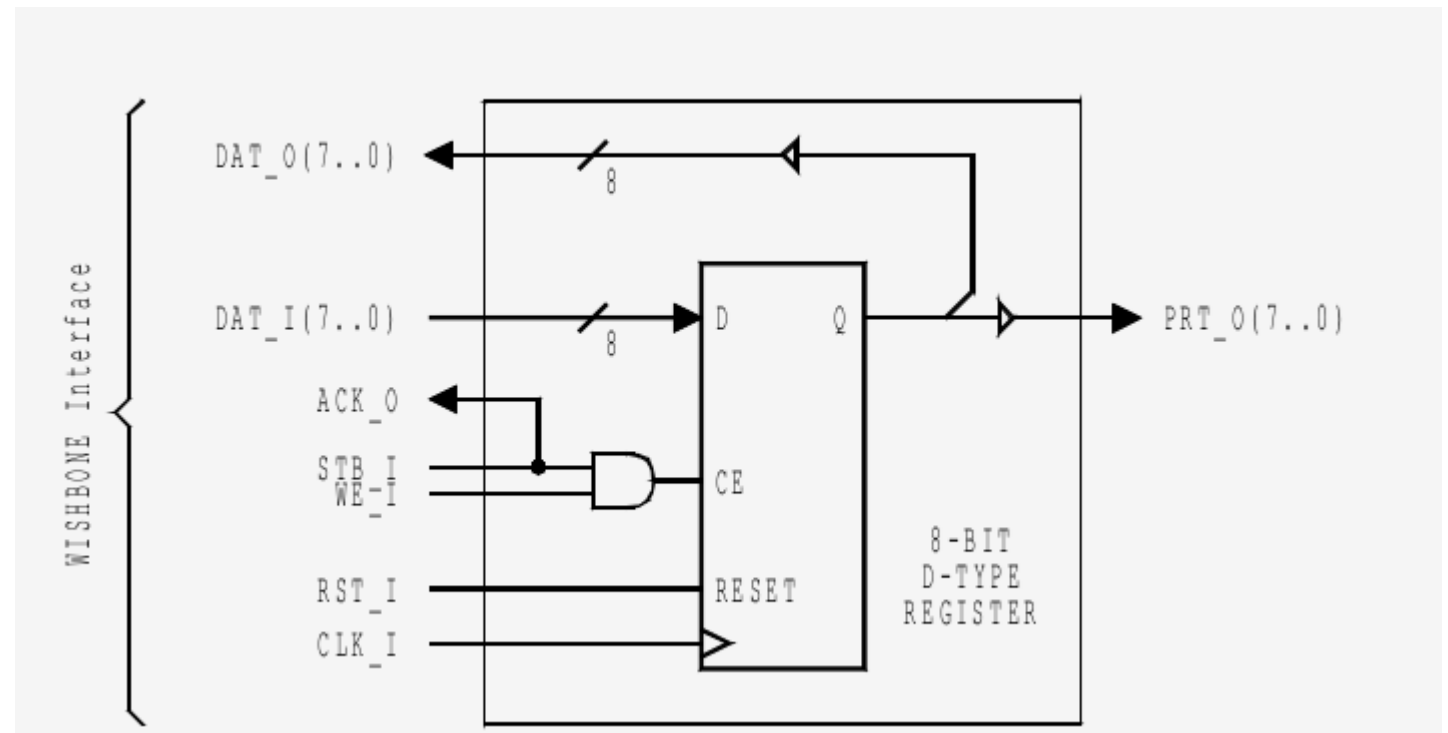 WISHBONE Interface
DAT_O(7..0)
8
DAT_I(7..0)
8
D
Q
PRT_O(7..0)
ACK_O
STB_I
WE_I
CE
8-BIT
D-TYPE
REGISTER
RST_I
RESET
CLK_I